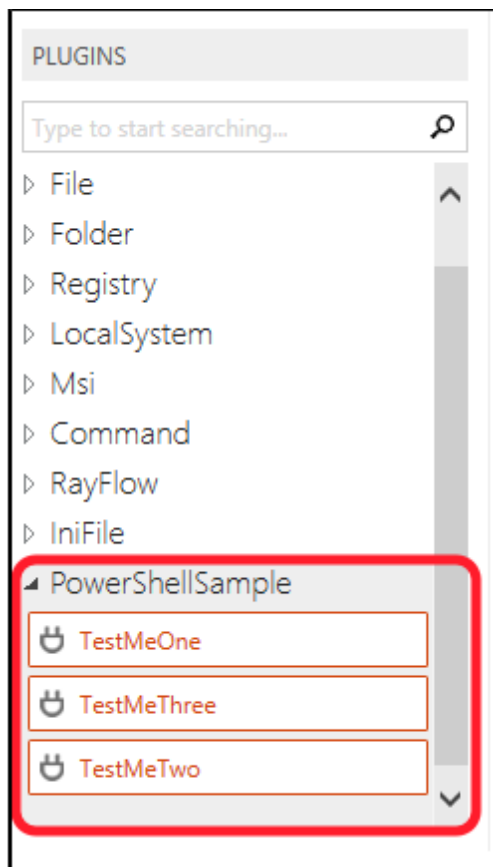 PLUGINS
Type to start searching...
File
Folder
Registry
LocalSystem
Msi
Command
RayFlow
IniFile
PowerShellSample
TestMeOne
TestMeThree
TestMeTwo